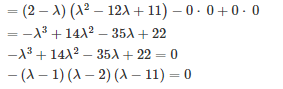 = (2 − λ) (λ² − 12λ + 11) − 0 · 0 + 0 · 0
= −λ³ + 14λ² − 35λ + 22
−λ³ + 14λ² − 35λ + 22 = 0
− (λ − 1) (λ − 2) (λ − 11) = 0